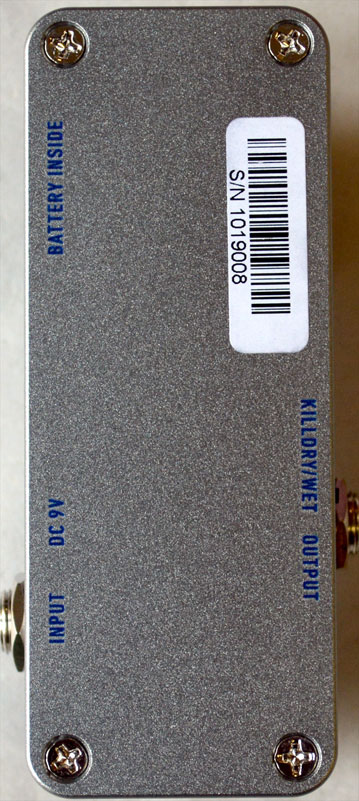 BATTERY INSIDE
DC 9V
INPUT
S/N 1019008
KILLDRY/WET
OUTPUT